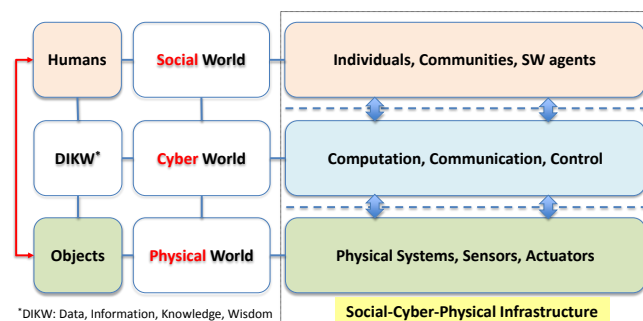 Humans
Social World
Individuals, Communities, SW agents
DIKW*
Cyber World
Computation, Communication, Control
Objects
Physical World
Physical Systems, Sensors, Actuators
*DIKW: Data, Information, Knowledge, Wisdom
Social-Cyber-Physical Infrastructure